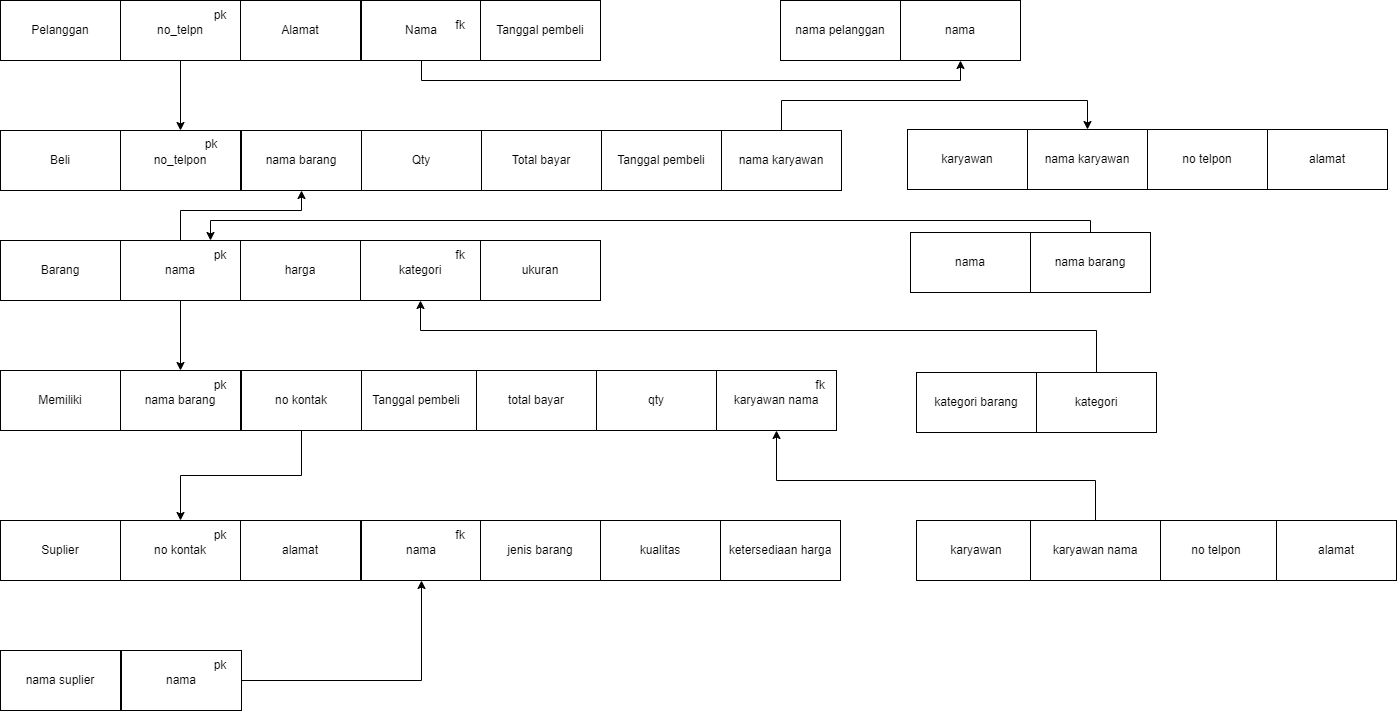 Pelanggan no_telpn pk Alamat Nama fk Tanggal pembeli nama pelanggan nama
Beli no_telpon pk nama barang Qty Total bayar Tanggal pembeli nama karyawan karyawan nama karyawan no telpon alamat
Barang nama pk harga kategori fk ukuran nama nama barang
Memiliki nama barang pk no kontak Tanggal pembeli total bayar qty karyawan nama fk kategori barang kategori
Suplier no kontak pk alamat nama fk jenis barang kualitas ketersediaan harga karyawan karyawan nama no telpon alamat
nama suplier nama pk